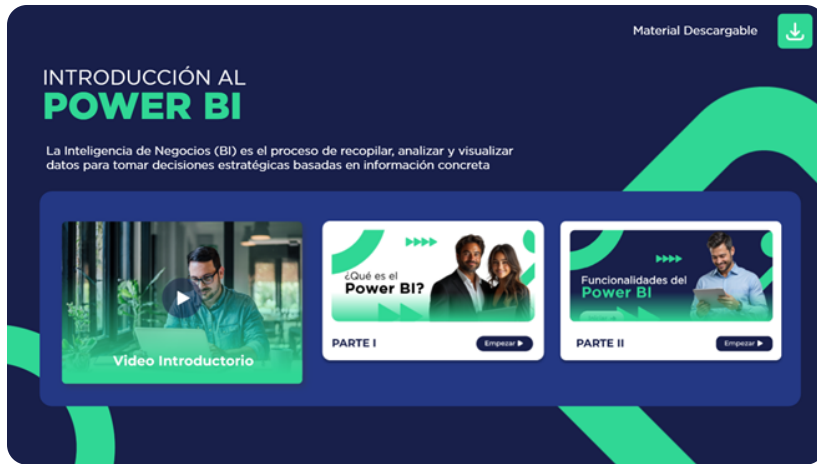 Material Descargable
INTRODUCCIÓN AL
POWER BI
La Inteligencia de Negocios (BI) es el proceso de recopilar, analizar y visualizar
datos para tomar decisiones estratégicas basadas en información concreta
Video Introductorio
¿Qué es el
Power BI?
PARTE I
Empezar
Funcionalidades del
Power BI
PARTE II
Empezar